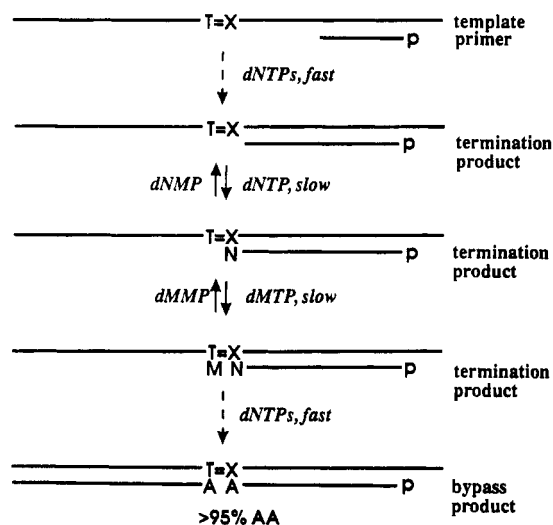 T=X template
p primer
dNTPs, fast
T=X
p termination product
dNMP dNTP, slow
T=X
N p termination product
dMMP dMTP, slow
T=X
M N p termination product
dNTPs, fast
T=X
A A p bypass product
>95% AA